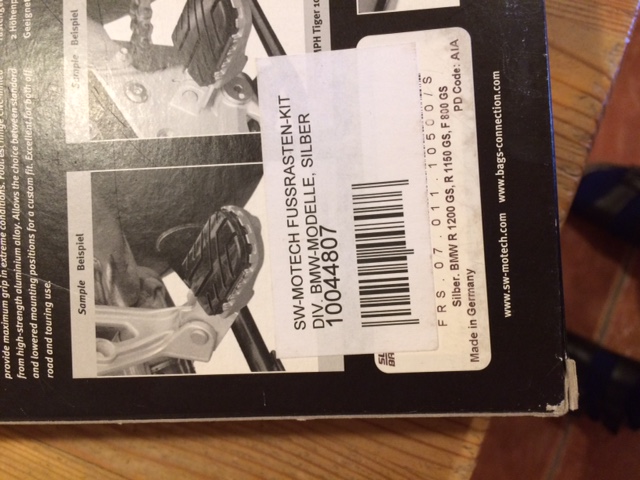 provide maximum grip in extreme conditions.
from high-strength aluminium alloy. Allows the choice between standard
and lowered mounting positions for a custom fit. Excellent for both off-
road and touring use.
Sample Beispiel
Sample Beispiel
SW-MOTECH FUSSRASTEN-KIT
DIV. BMW-MODELLE, SILBER
10044807
FRS.07.011.10500/S
Silber. BMW R 1200 GS, R 1150 GS, F 800 GS
PD Code: A1A
Made in Germany
www.sw-motech.com www.bags-connection.com